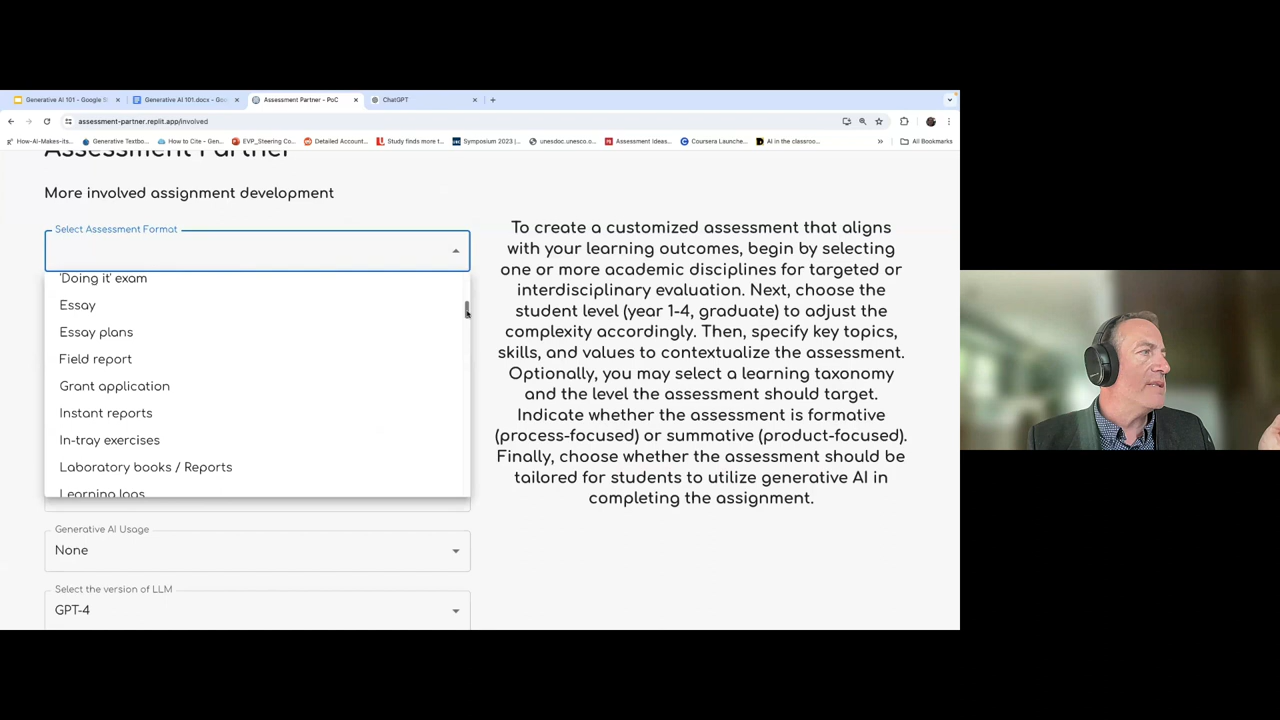 Generative AI 101 - Google S
Generative AI 101.docx - Goo
Assessment Partner - PoC
ChatGPT
assessment-partner.replit.app/involved
How-AI-Makes-its...
Generative Textbo...
How to Cite - Gen...
EVP_Steering Co...
Detailed Account...
Study finds more t...
Symposium 2023 |...
unesdoc.unesco.o...
Assessment Ideas...
Coursera Launche...
AI in the classroo...
All Bookmarks
Assessment Partner
More involved assignment development
Select Assessment Format
'Doing it' exam
Essay
Essay plans
Field report
Grant application
Instant reports
In-tray exercises
Laboratory books / Reports
Learning logs
Generative AI Usage
None
Select the version of LLM
GPT-4
To create a customized assessment that aligns
with your learning outcomes, begin by selecting
one or more academic disciplines for targeted or
interdisciplinary evaluation. Next, choose the
student level (year 1-4, graduate) to adjust the
complexity accordingly. Then, specify key topics,
skills, and values to contextualize the assessment.
Optionally, you may select a learning taxonomy
and the level the assessment should target.
Indicate whether the assessment is formative
(process-focused) or summative (product-focused).
Finally, choose whether the assessment should be
tailored for students to utilize generative AI in
completing the assignment.